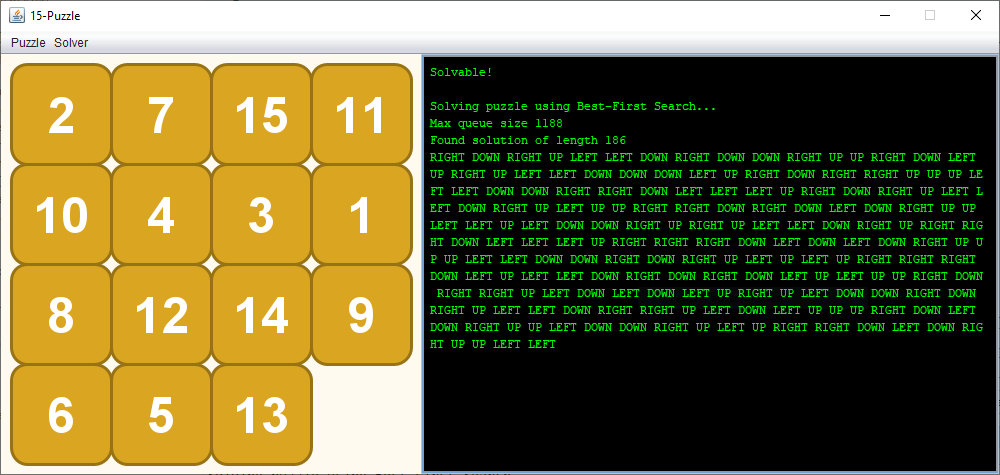 15-Puzzle
Puzzle Solver
2 7 15 11
10 4 3 1
8 12 14 9
6 5 13
Solvable!
Solving puzzle using Best-First Search...
Max queue size 1188
Found solution of length 186
RIGHT DOWN RIGHT UP LEFT LEFT DOWN RIGHT DOWN DOWN RIGHT UP UP RIGHT DOWN LEFT
UP RIGHT UP LEFT LEFT DOWN DOWN DOWN LEFT UP RIGHT DOWN RIGHT RIGHT UP UP UP LE
FT LEFT DOWN DOWN RIGHT RIGHT DOWN LEFT LEFT LEFT UP RIGHT DOWN RIGHT UP LEFT L
EFT DOWN RIGHT UP LEFT UP UP RIGHT RIGHT DOWN RIGHT DOWN LEFT DOWN RIGHT UP UP
LEFT LEFT UP LEFT DOWN RIGHT DOWN RIGHT UP LEFT DOWN LEFT UP RIGHT UP RIGHT RIG
HT DOWN LEFT LEFT LEFT UP RIGHT RIGHT RIGHT DOWN LEFT DOWN LEFT DOWN RIGHT UP U
P UP LEFT LEFT DOWN DOWN RIGHT DOWN LEFT UP RIGHT UP LEFT UP RIGHT RIGHT RIGHT
DOWN LEFT UP LEFT LEFT DOWN RIGHT DOWN RIGHT DOWN LEFT UP LEFT UP UP RIGHT DOWN
RIGHT RIGHT UP LEFT DOWN LEFT DOWN LEFT UP RIGHT UP LEFT DOWN DOWN RIGHT DOWN
RIGHT UP LEFT LEFT DOWN RIGHT RIGHT UP LEFT DOWN LEFT UP UP UP RIGHT DOWN LEFT
DOWN RIGHT UP UP LEFT DOWN DOWN RIGHT UP LEFT UP RIGHT RIGHT DOWN LEFT DOWN RIG
HT UP UP LEFT LEFT